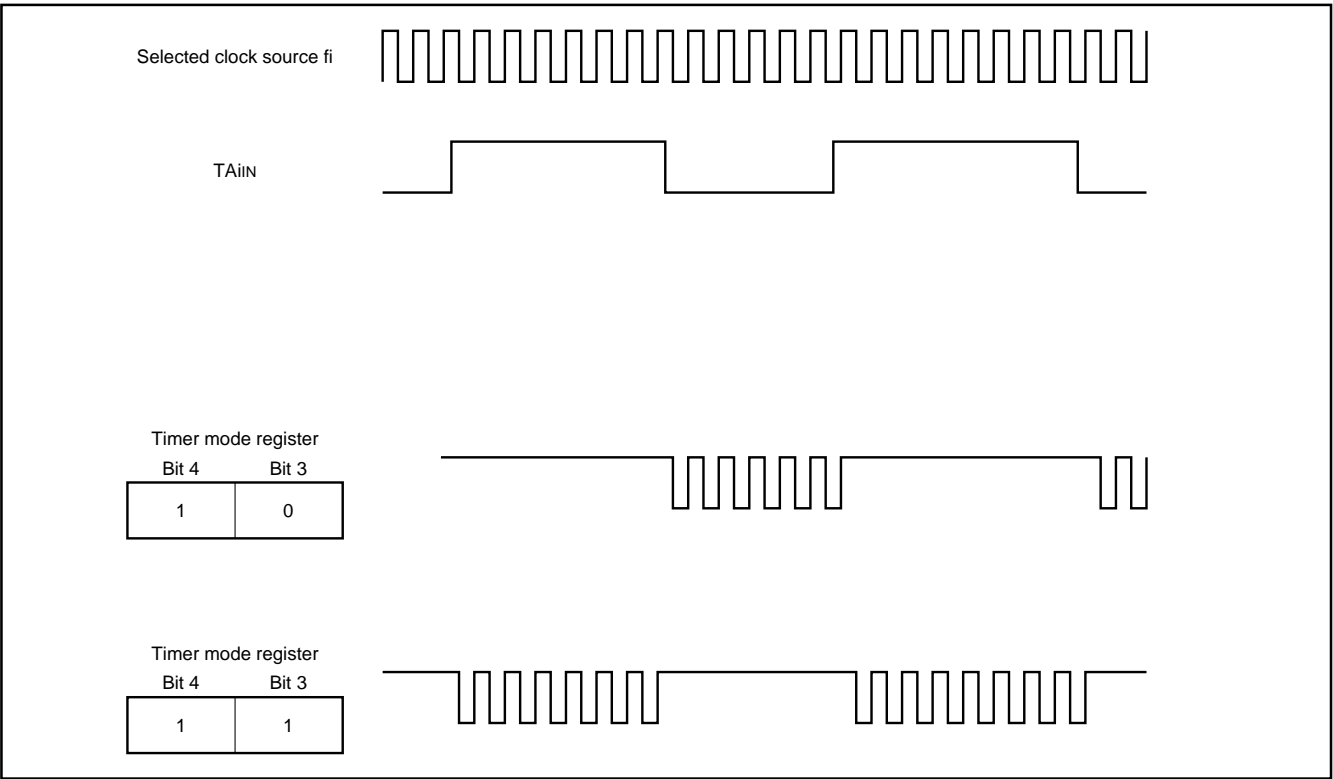 Selected clock source fi
TAiIN
Timer mode register
Bit 4 Bit 3
1 0
Timer mode register
Bit 4 Bit 3
1 1